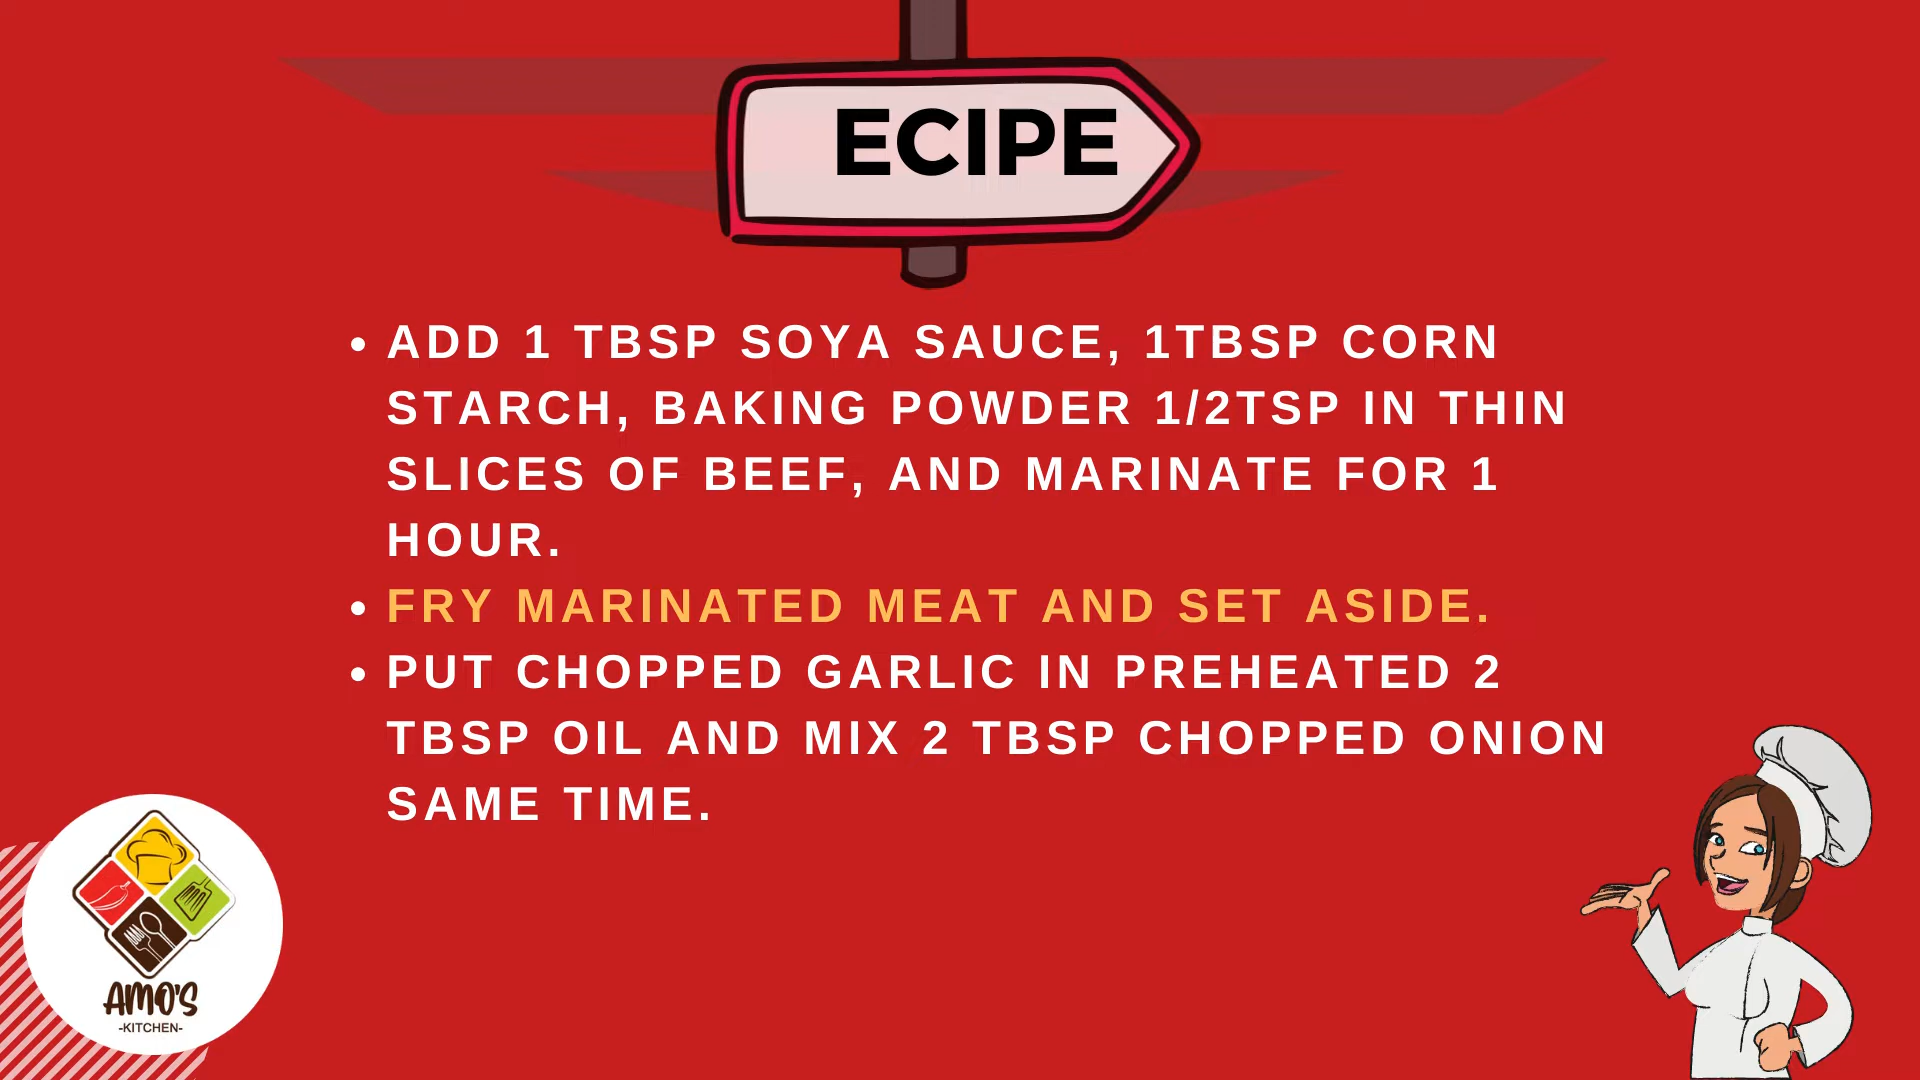 ECIPE
ADD 1 TBSP SOYA SAUCE, 1TBSP CORN
STARCH, BAKING POWDER 1/2TSP IN THIN
SLICES OF BEEF, AND MARINATE FOR 1
HOUR.
FRY MARINATED MEAT AND SET ASIDE.
PUT CHOPPED GARLIC IN PREHEATED 2
TBSP OIL AND MIX 2 TBSP CHOPPED ONION
SAME TIME.
AMO'S
-KITCHEN-